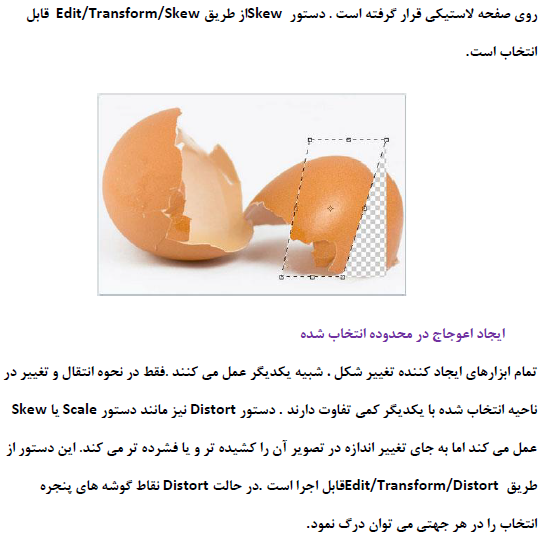 روی صفحه لاستیکی قرار گرفته است . دستور Skewاز طریق Edit/Transform/Skew قابل
انتخاب است.
ایجاد اعوجاج در محدوده انتخاب شده
تمام ابزارهای ایجاد کننده تغییر شکل ، شبیه یکدیگر عمل می کنند .فقط در نحوه انتقال و تغییر در
ناحیه انتخاب شده با یکدیگر کمی تفاوت دارند . دستور Distort نیز مانند دستور Scale یا Skew
عمل می کند اما به جای تغییر اندازه در تصویر آن را کشیده تر و یا فشرده تر می کند. این دستور از
طریق Edit/Transform/Distortقابل اجرا است .در حالت Distort نقاط گوشه های پنجره
انتخاب را در هر جهتی می توان درگ نمود.